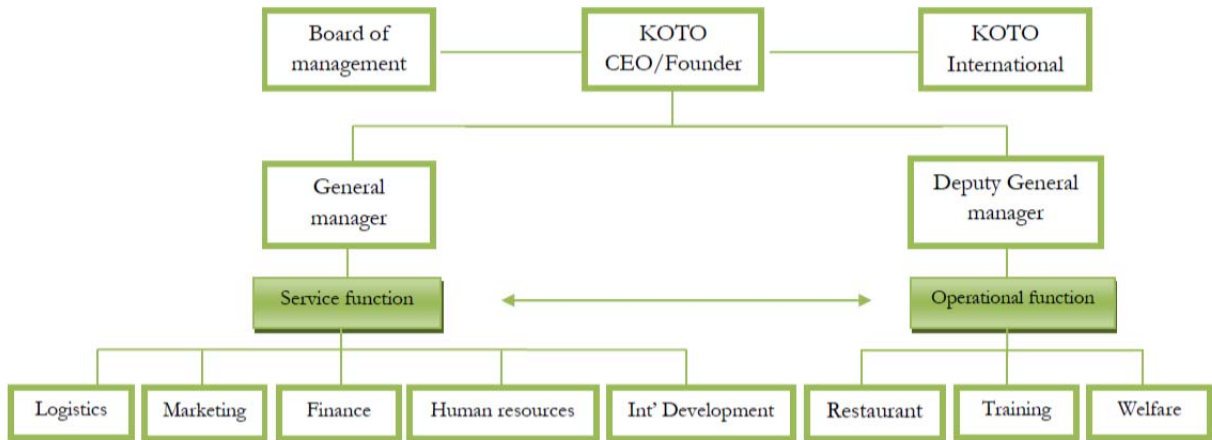 Board of
management
KOTO
CEO/Founder
KOTO
International
General
manager
Deputy General
manager
Service function
Operational function
Logistics
Marketing
Finance
Human resources
Int' Development
Restaurant
Training
Welfare